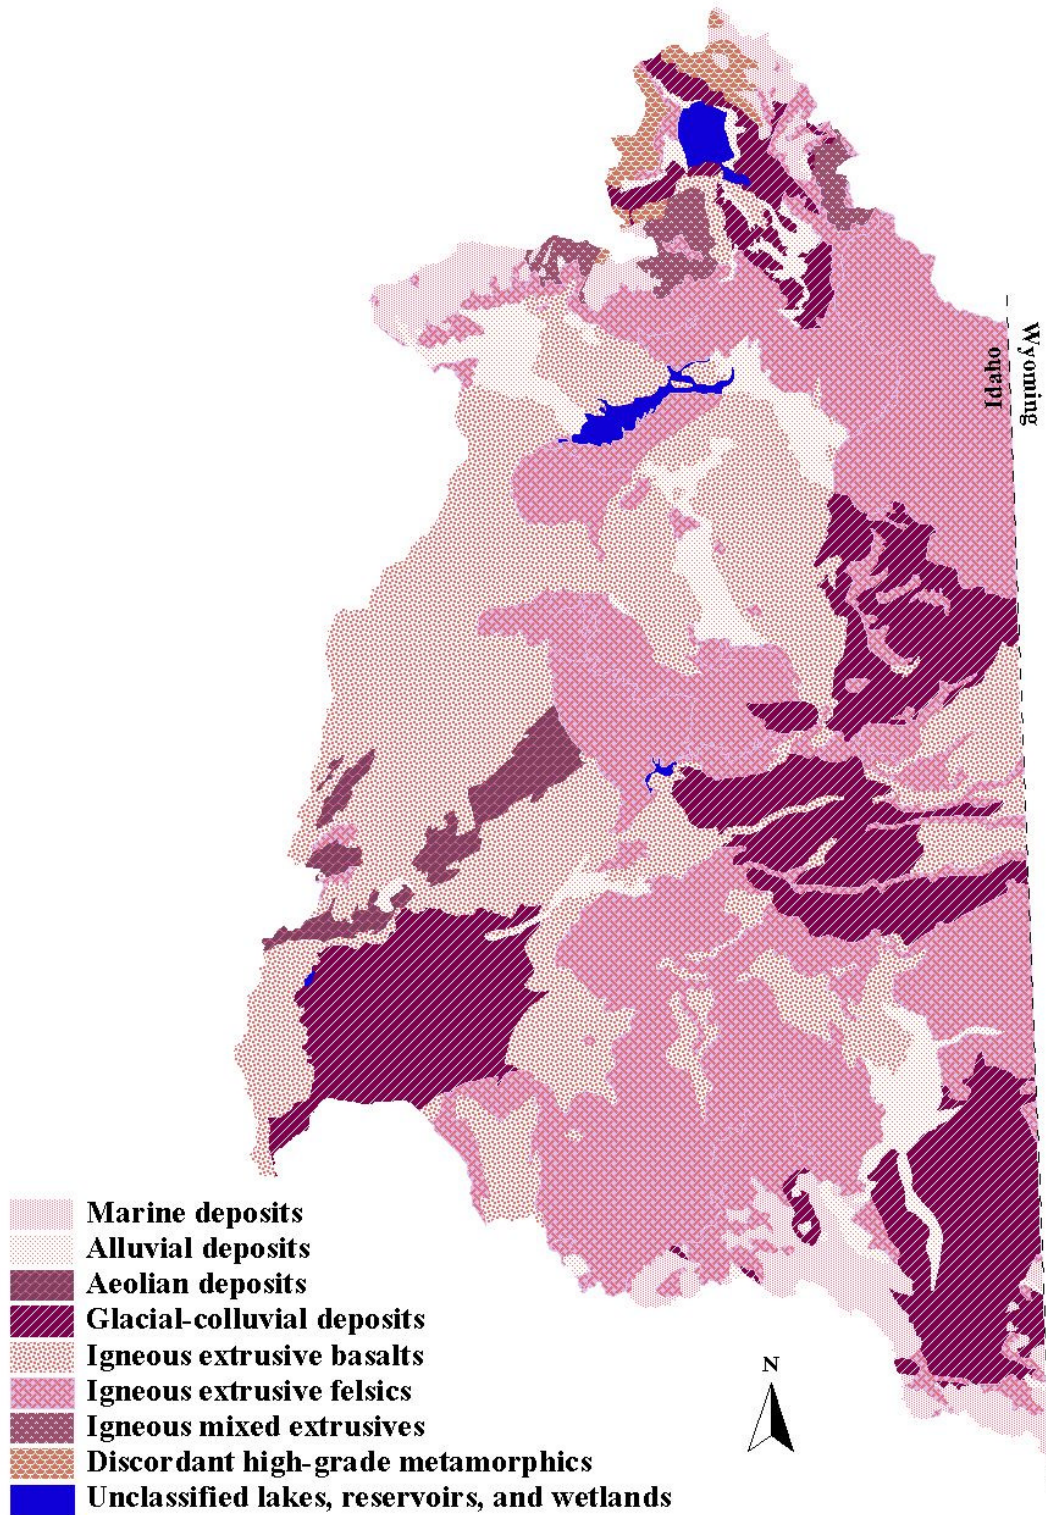 Idaho
Wyoming
Marine deposits
Alluvial deposits
Aeolian deposits
Glacial-colluvial deposits
Igneous extrusive basalts
Igneous extrusive felsics
Igneous mixed extrusives
Discordant high-grade metamorphics
Unclassified lakes, reservoirs, and wetlands
N